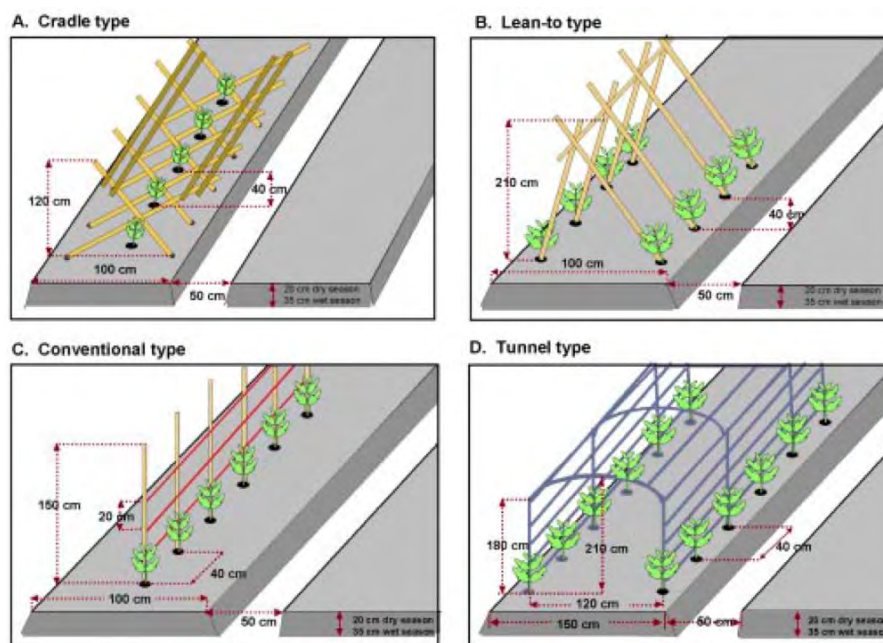 A. Cradle type
120 cm
40 cm
100 cm
50 cm
20 cm dry season
35 cm wet season
B. Lean-to type
210 cm
40 cm
100 cm
50 cm
20 cm dry season
35 cm wet season
C. Conventional type
150 cm
20 cm
40 cm
100 cm
50 cm
20 cm dry season
35 cm wet season
D. Tunnel type
180 cm
210 cm
40 cm
120 cm
150 cm
50 cm
20 cm dry season
35 cm wet season